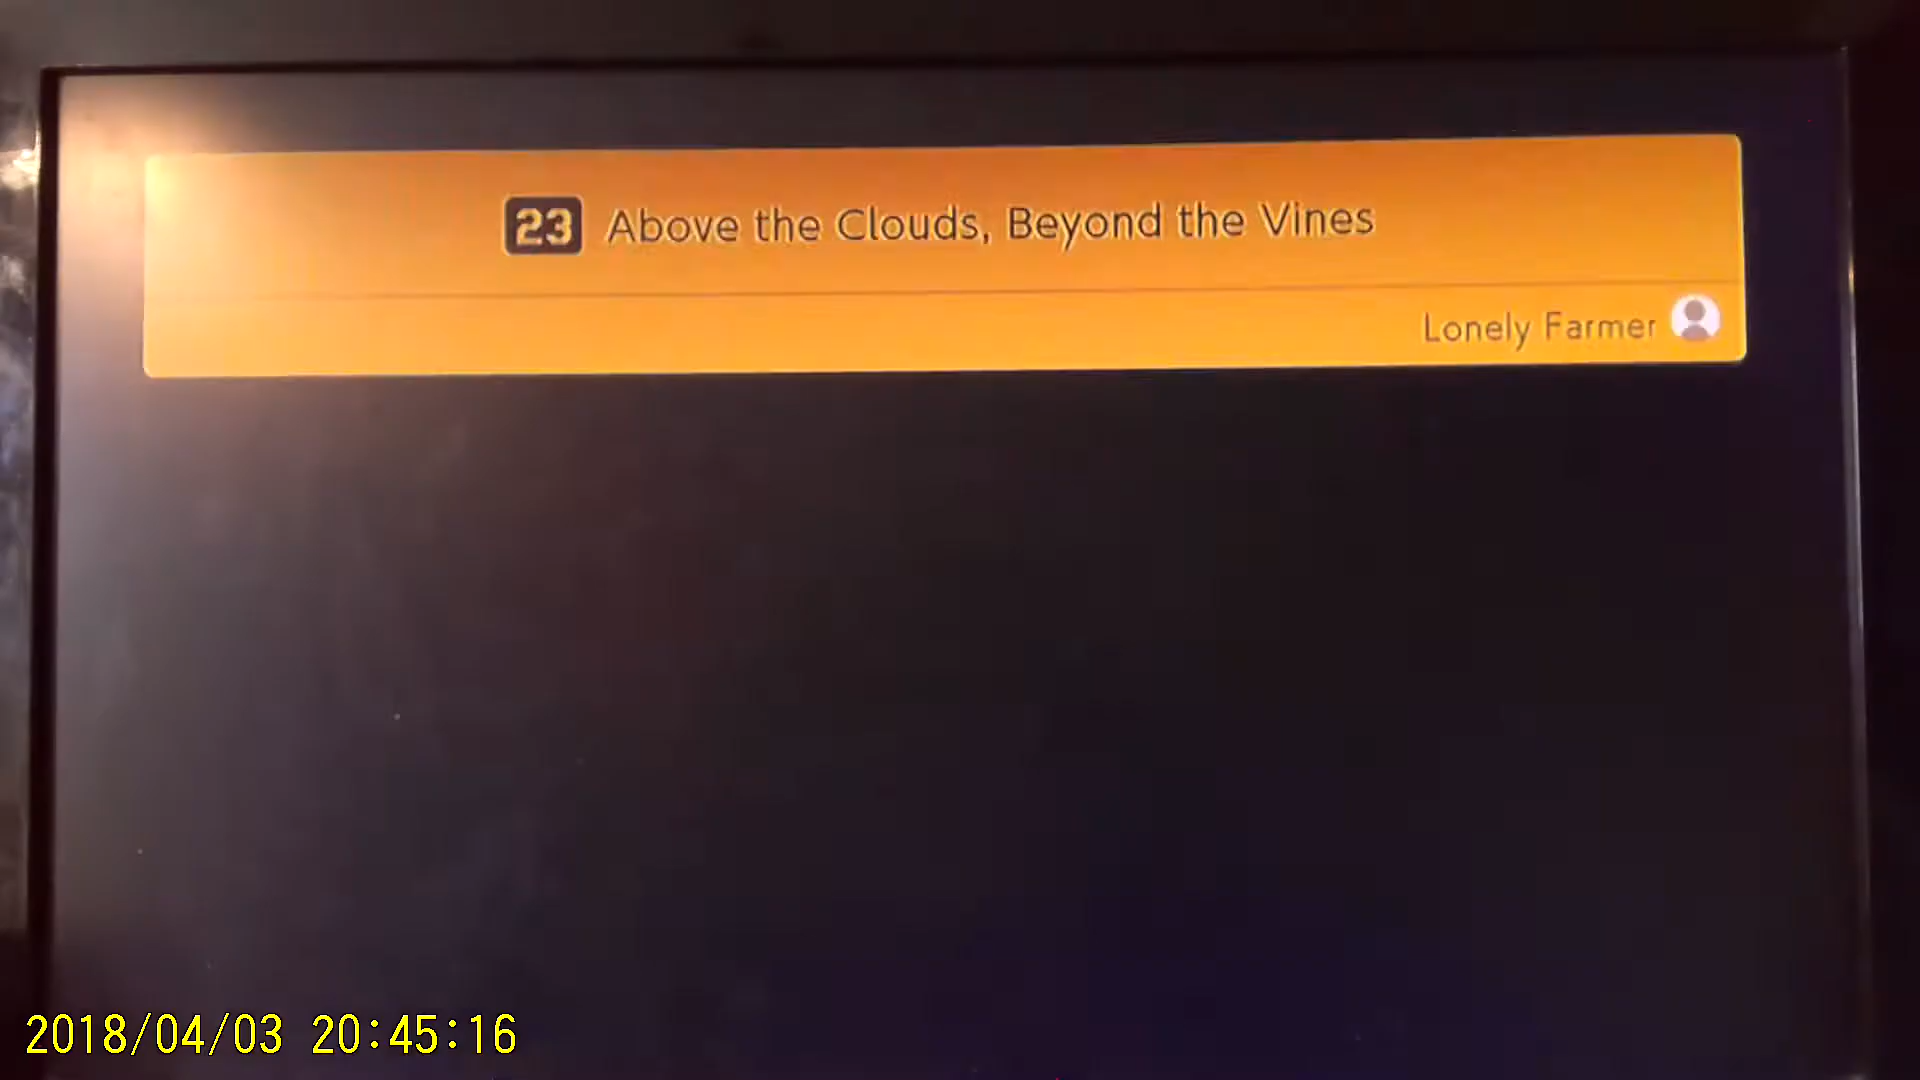 23 Above the Clouds, Beyond the Vines
Lonely Farmer
2018/04/03 20:45:16